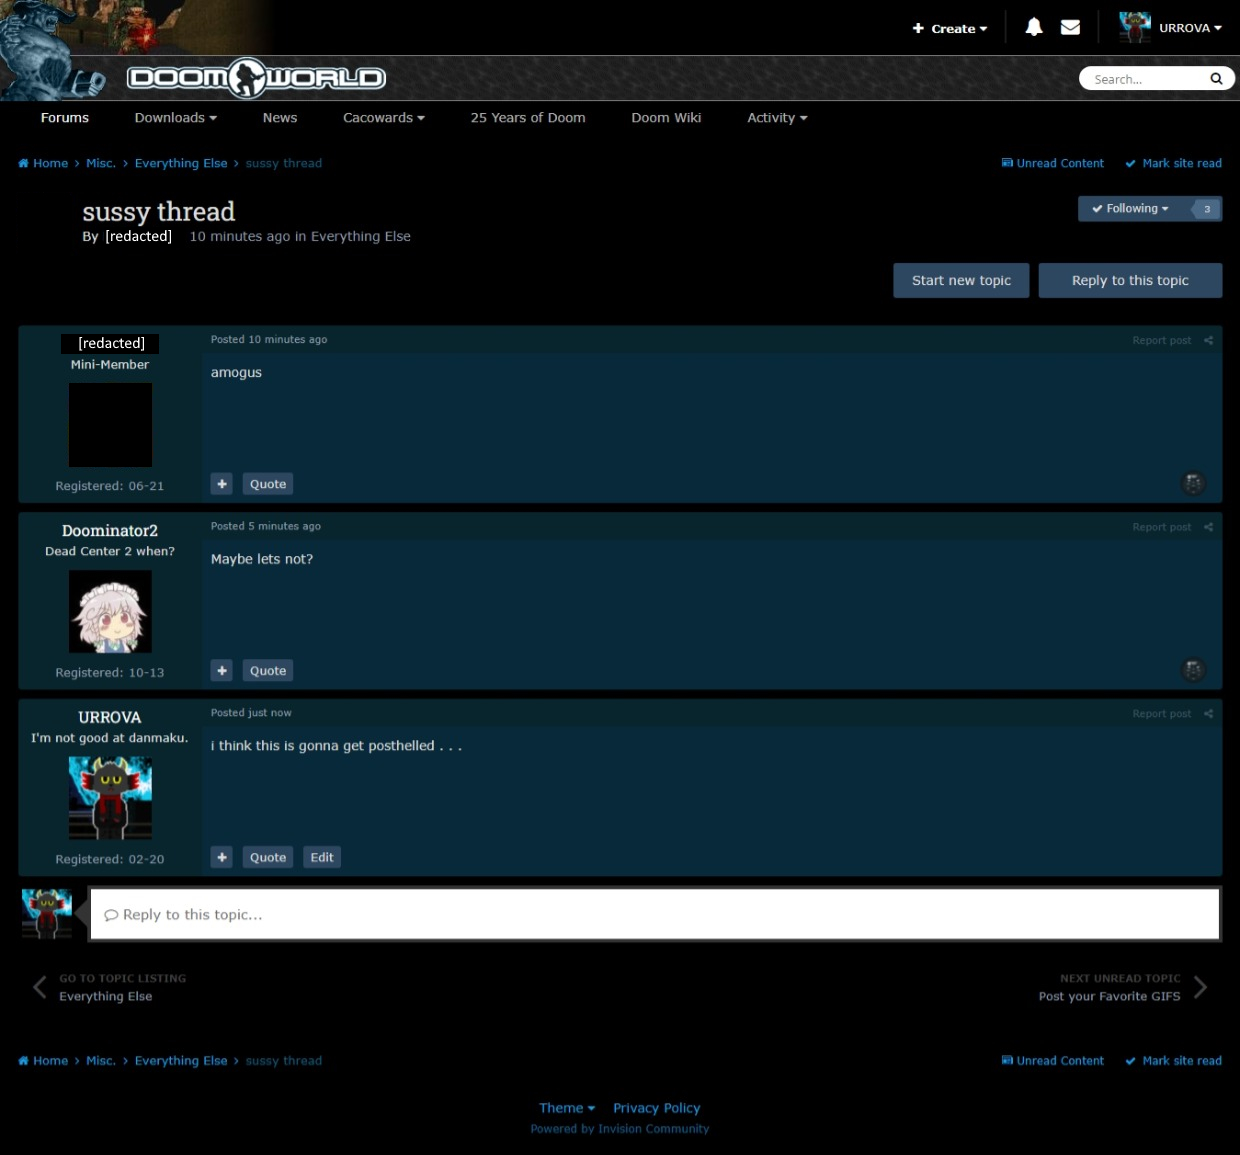 Create
URROVA
DOOMWORLD
Search...
Forums Downloads News Cacowards 25 Years of Doom Doom Wiki Activity
Home > Misc. > Everything Else > sussy thread Unread Content Mark site read
sussy thread
By [redacted] 10 minutes ago in Everything Else
Following 3
Start new topic Reply to this topic
[redacted]
Mini-Member
Registered: 06-21
Posted 10 minutes ago Report post
amogus
+ Quote
Doominator2
Dead Center 2 when?
Registered: 10-13
Posted 5 minutes ago Report post
Maybe lets not?
+ Quote
URROVA
I'm not good at danmaku.
Registered: 02-20
Posted just now Report post
i think this is gonna get posthelled . . .
+ Quote Edit
Reply to this topic...
GO TO TOPIC LISTING
Everything Else
NEXT UNREAD TOPIC
Post your Favorite GIFS
Home > Misc. > Everything Else > sussy thread Unread Content Mark site read
Theme Privacy Policy
Powered by Invision Community